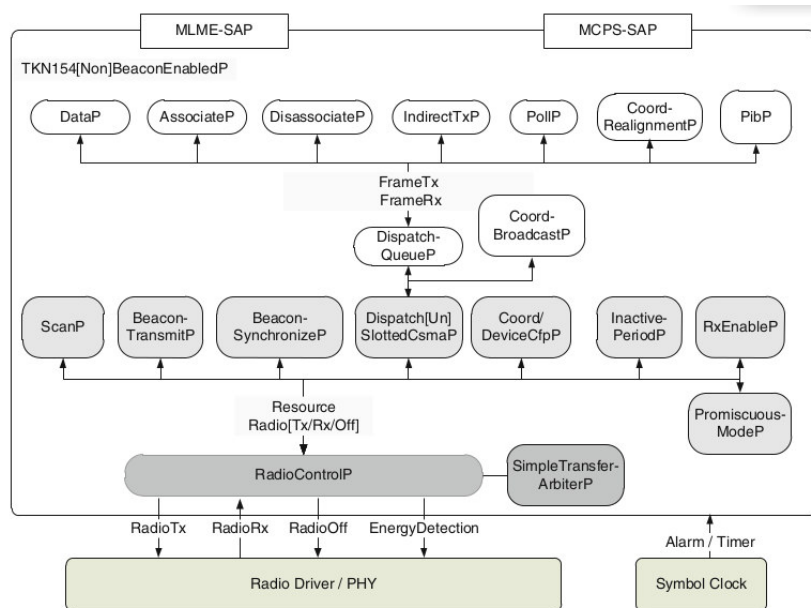 MLME-SAP
MCPS-SAP
TKN154[Non]BeaconEnabledP
DataP
AssociateP
DisassociateP
IndirectTxP
PollP
Coord-
RealignmentP
PibP
FrameTx
FrameRx
Dispatch-
QueueP
Coord-
BroadcastP
ScanP
Beacon-
TransmitP
Beacon-
SynchronizeP
Dispatch[Un]
SlottedCsmaP
Coord/
DeviceCfpP
Inactive-
PeriodP
RxEnableP
Promiscuous-
ModeP
Resource
Radio[Tx/Rx/Off]
RadioControlP
SimpleTransfer-
ArbiterP
RadioTx
RadioRx
RadioOff
EnergyDetection
Alarm / Timer
Radio Driver / PHY
Symbol Clock